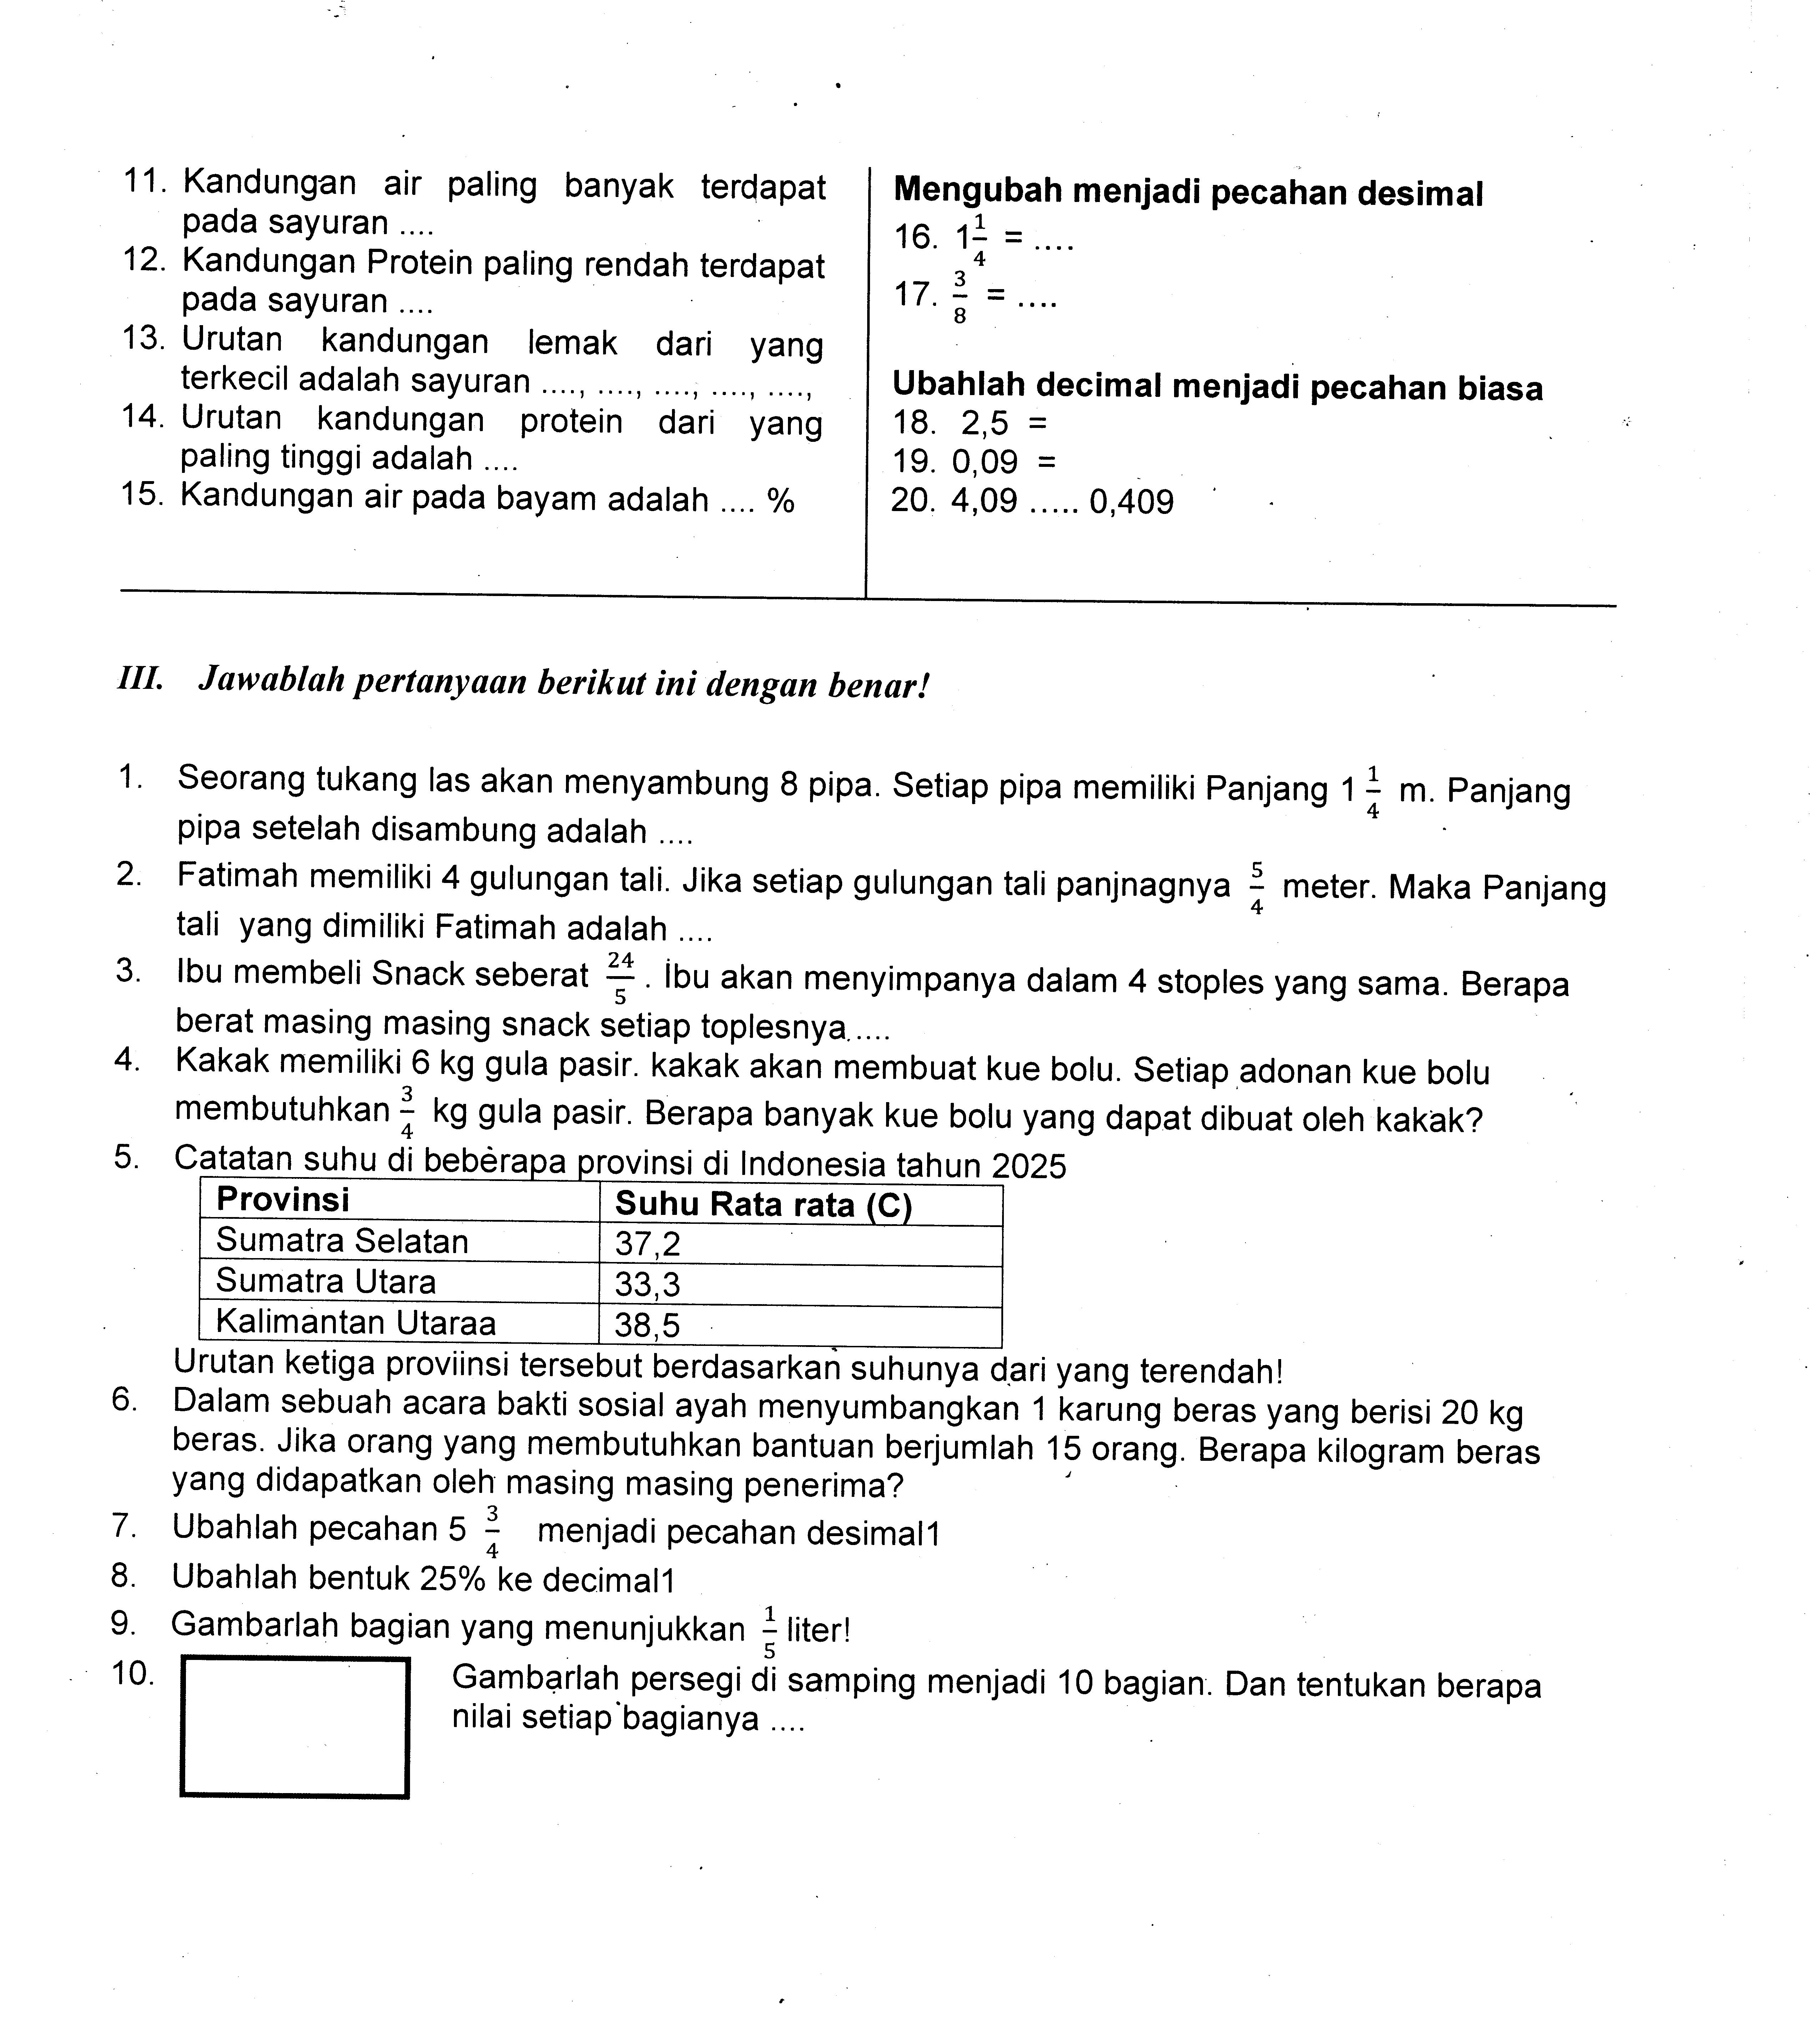 11. Kandungan air paling banyak terdapat
pada sayuran ....
12. Kandungan Protein paling rendah terdapat
pada sayuran ....
13. Urutan kandungan lemak dari yang
terkecil adalah sayuran ...., ...., ...., ...., ....,
14. Urutan kandungan protein dari yang
paling tinggi adalah ....
15. Kandungan air pada bayam adalah .... %
Mengubah menjadi pecahan desimal
16. 1 1/4 = ....
17. 3/8 = ....
Ubahlah decimal menjadi pecahan biasa
18. 2,5 =
19. 0,09 =
20. 4,09 ..... 0,409
III. Jawablah pertanyaan berikut ini dengan benar!
1. Seorang tukang las akan menyambung 8 pipa. Setiap pipa memiliki Panjang 1 1/4 m. Panjang
pipa setelah disambung adalah ....
2. Fatimah memiliki 4 gulungan tali. Jika setiap gulungan tali panjnagnya 5/4 meter. Maka Panjang
tali yang dimiliki Fatimah adalah ....
3. Ibu membeli Snack seberat 24/5 . Ibu akan menyimpanya dalam 4 stoples yang sama. Berapa
berat masing masing snack setiap toplesnya.....
4. Kakak memiliki 6 kg gula pasir. kakak akan membuat kue bolu. Setiap adonan kue bolu
membutuhkan 3/4 kg gula pasir. Berapa banyak kue bolu yang dapat dibuat oleh kakak?
5. Catatan suhu di beberapa provinsi di Indonesia tahun 2025
Provinsi Suhu Rata rata (C)
Sumatra Selatan 37,2
Sumatra Utara 33,3
Kalimantan Utaraa 38,5
Urutan ketiga proviinsi tersebut berdasarkan suhunya dari yang terendah!
6. Dalam sebuah acara bakti sosial ayah menyumbangkan 1 karung beras yang berisi 20 kg
beras. Jika orang yang membutuhkan bantuan berjumlah 15 orang. Berapa kilogram beras
yang didapatkan oleh masing masing penerima?
7. Ubahlah pecahan 5 3/4 menjadi pecahan desimal1
8. Ubahlah bentuk 25% ke decimal1
9. Gambarlah bagian yang menunjukkan 1/5 liter!
10. Gambarlah persegi di samping menjadi 10 bagian. Dan tentukan berapa
nilai setiap bagianya ....